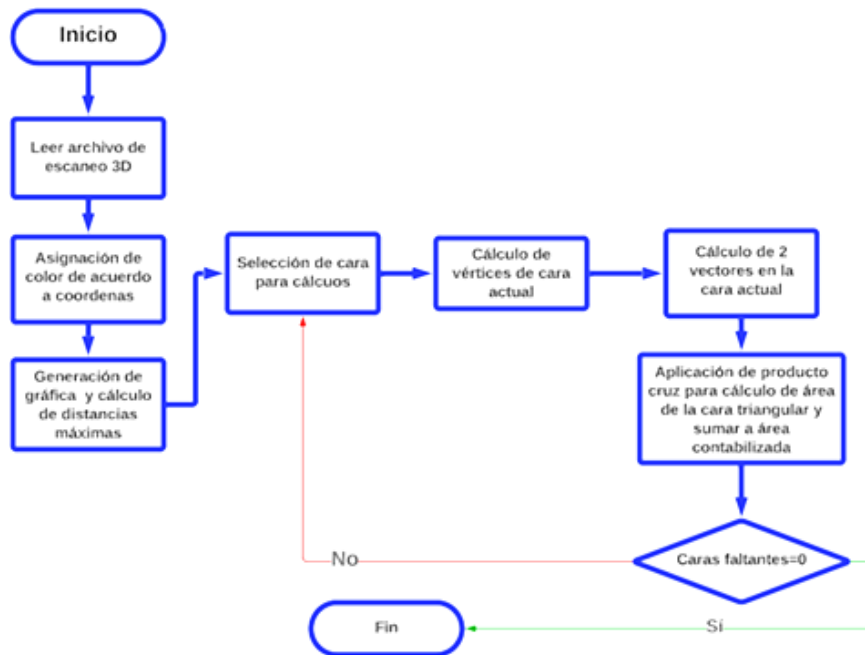 Inicio
Leer archivo de
escaneo 3D
Asignación de
color de acuerdo
a coordenas
Generación de
gráfica y cálculo
de distancias
máximas
Selección de cara
para cálcuos
Cálculo de
vértices de cara
actual
Cálculo de 2
vectores en la
cara actual
Aplicación de producto
cruz para cálculo de área
de la cara triangular y
sumar a área
contabilizada
Caras faltantes=0
No
Sí
Fin